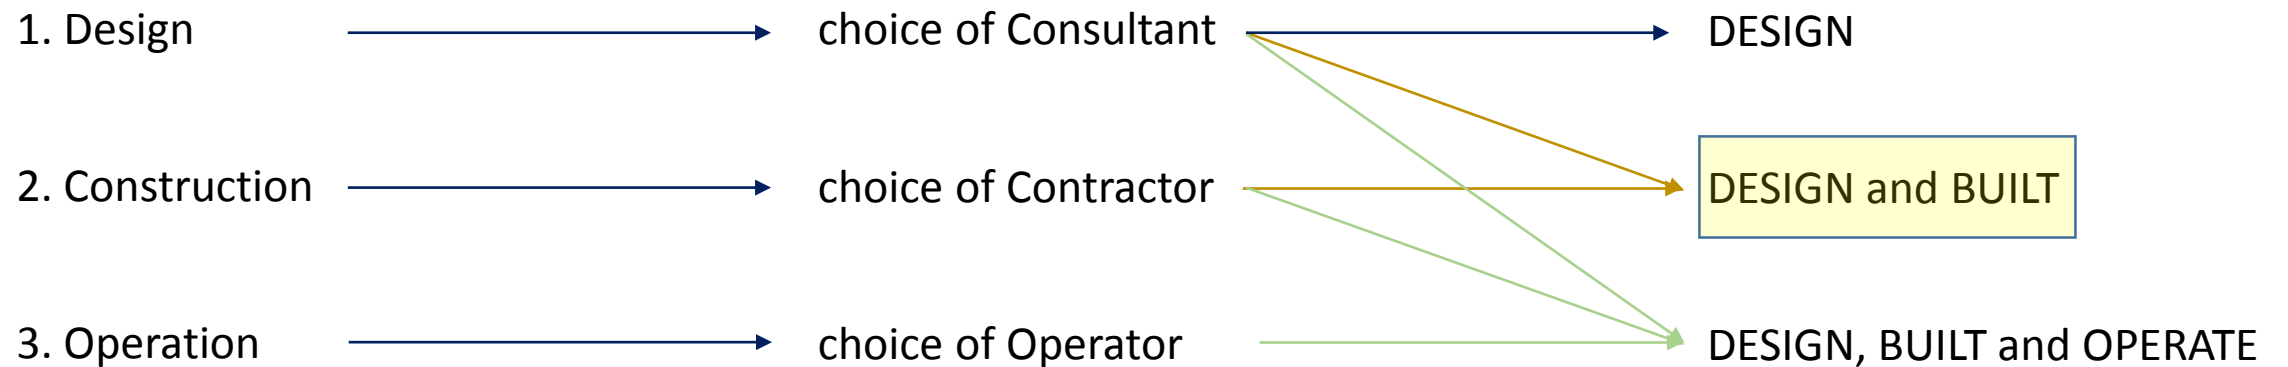 1. Design
choice of Consultant
DESIGN
2. Construction
choice of Contractor
DESIGN and BUILT
3. Operation
choice of Operator
DESIGN, BUILT and OPERATE